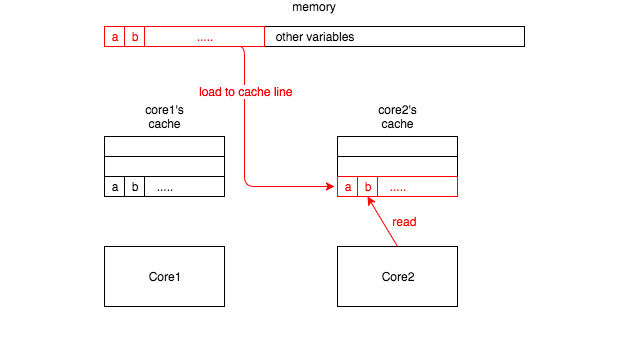 memory
a b ..... other variables
load to cache line
core1's
cache
core2's
cache
a b .....
a b .....
read
Core1
Core2